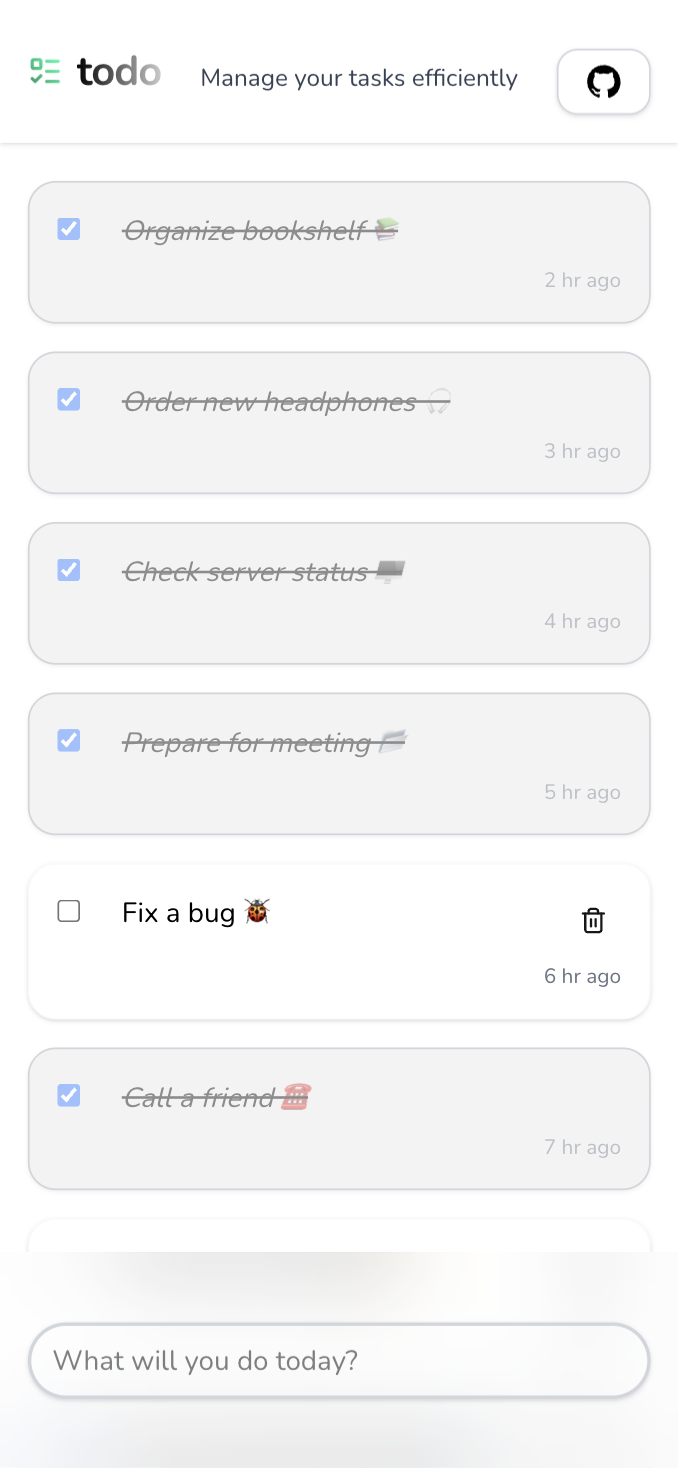 todo
Manage your tasks efficiently
Organize bookshelf 📚
2 hr ago
Order new headphones 🎧
3 hr ago
Check server status 🖥️
4 hr ago
Prepare for meeting 📨
5 hr ago
Fix a bug 🐞
6 hr ago
Call a friend ☎️
7 hr ago
What will you do today?